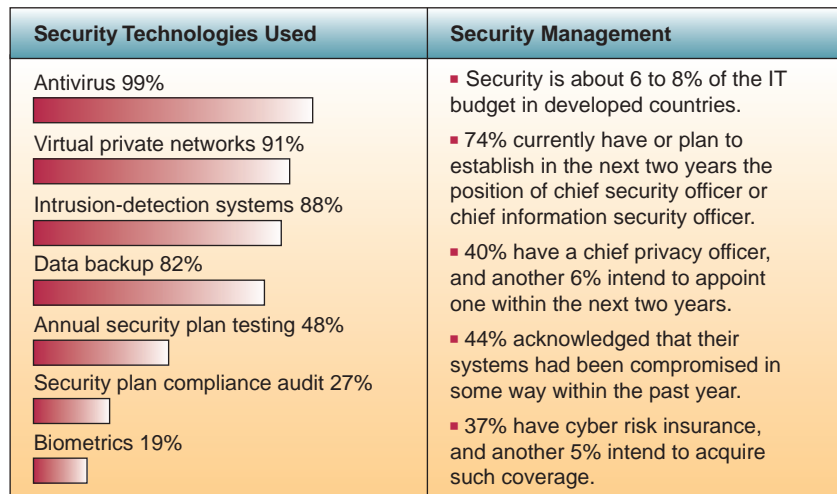 Security Technologies Used
Antivirus 99%
Virtual private networks 91%
Intrusion-detection systems 88%
Data backup 82%
Annual security plan testing 48%
Security plan compliance audit 27%
Biometrics 19%
Security Management
▪ Security is about 6 to 8% of the IT
budget in developed countries.
▪ 74% currently have or plan to
establish in the next two years the
position of chief security officer or
chief information security officer.
▪ 40% have a chief privacy officer,
and another 6% intend to appoint
one within the next two years.
▪ 44% acknowledged that their
systems had been compromised in
some way within the past year.
▪ 37% have cyber risk insurance,
and another 5% intend to acquire
such coverage.